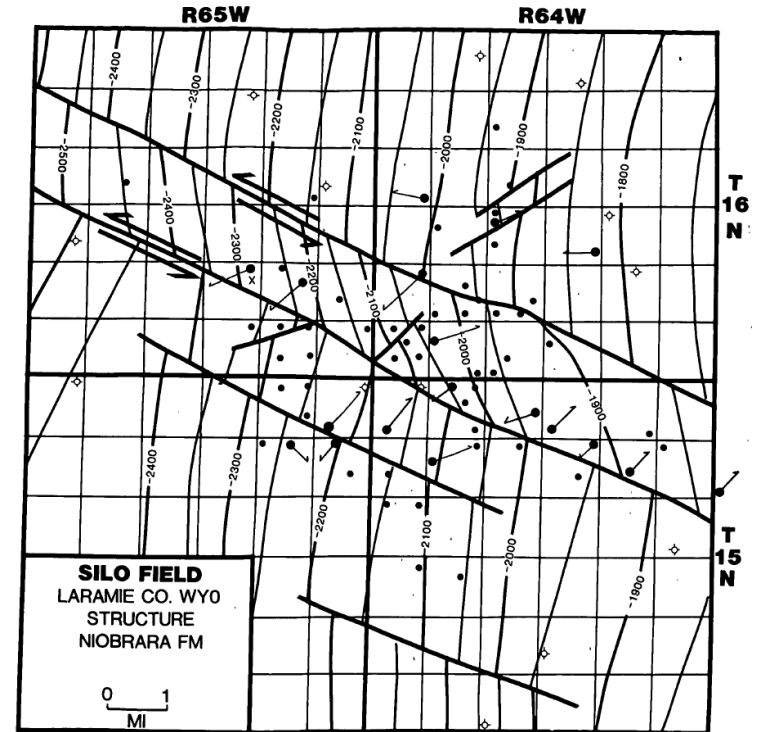 R65W
R64W
-2400
-2300
-2200
-2100
-2000
-1900
-1800
-2500
-2400
-2300
-2200
-2100
-2000
-1900
T
16
N
-2400
-2300
-2200
-2100
-2000
-1900
T
15
N
SILO FIELD
LARAMIE CO. WYO
STRUCTURE
NIOBRARA FM
0 1
MI
x